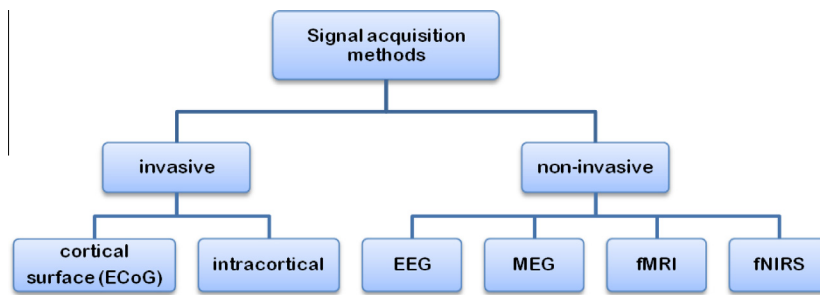 Signal acquisition
methods
invasive
non-invasive
cortical
surface (ECoG)
intracortical
EEG
MEG
fMRI
fNIRS